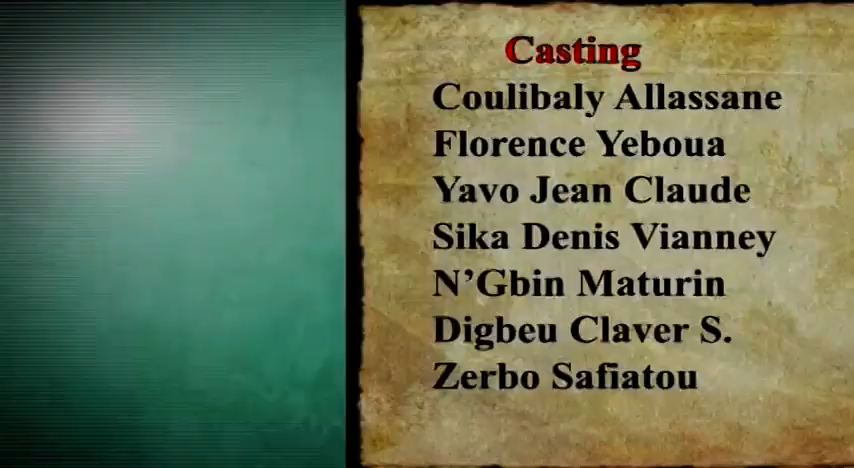 Casting
Coulibaly Allassane
Florence Yeboua
Yavo Jean Claude
Sika Denis Vianney
N’Gbin Maturin
Digbeu Claver S.
Zerbo Safiatou